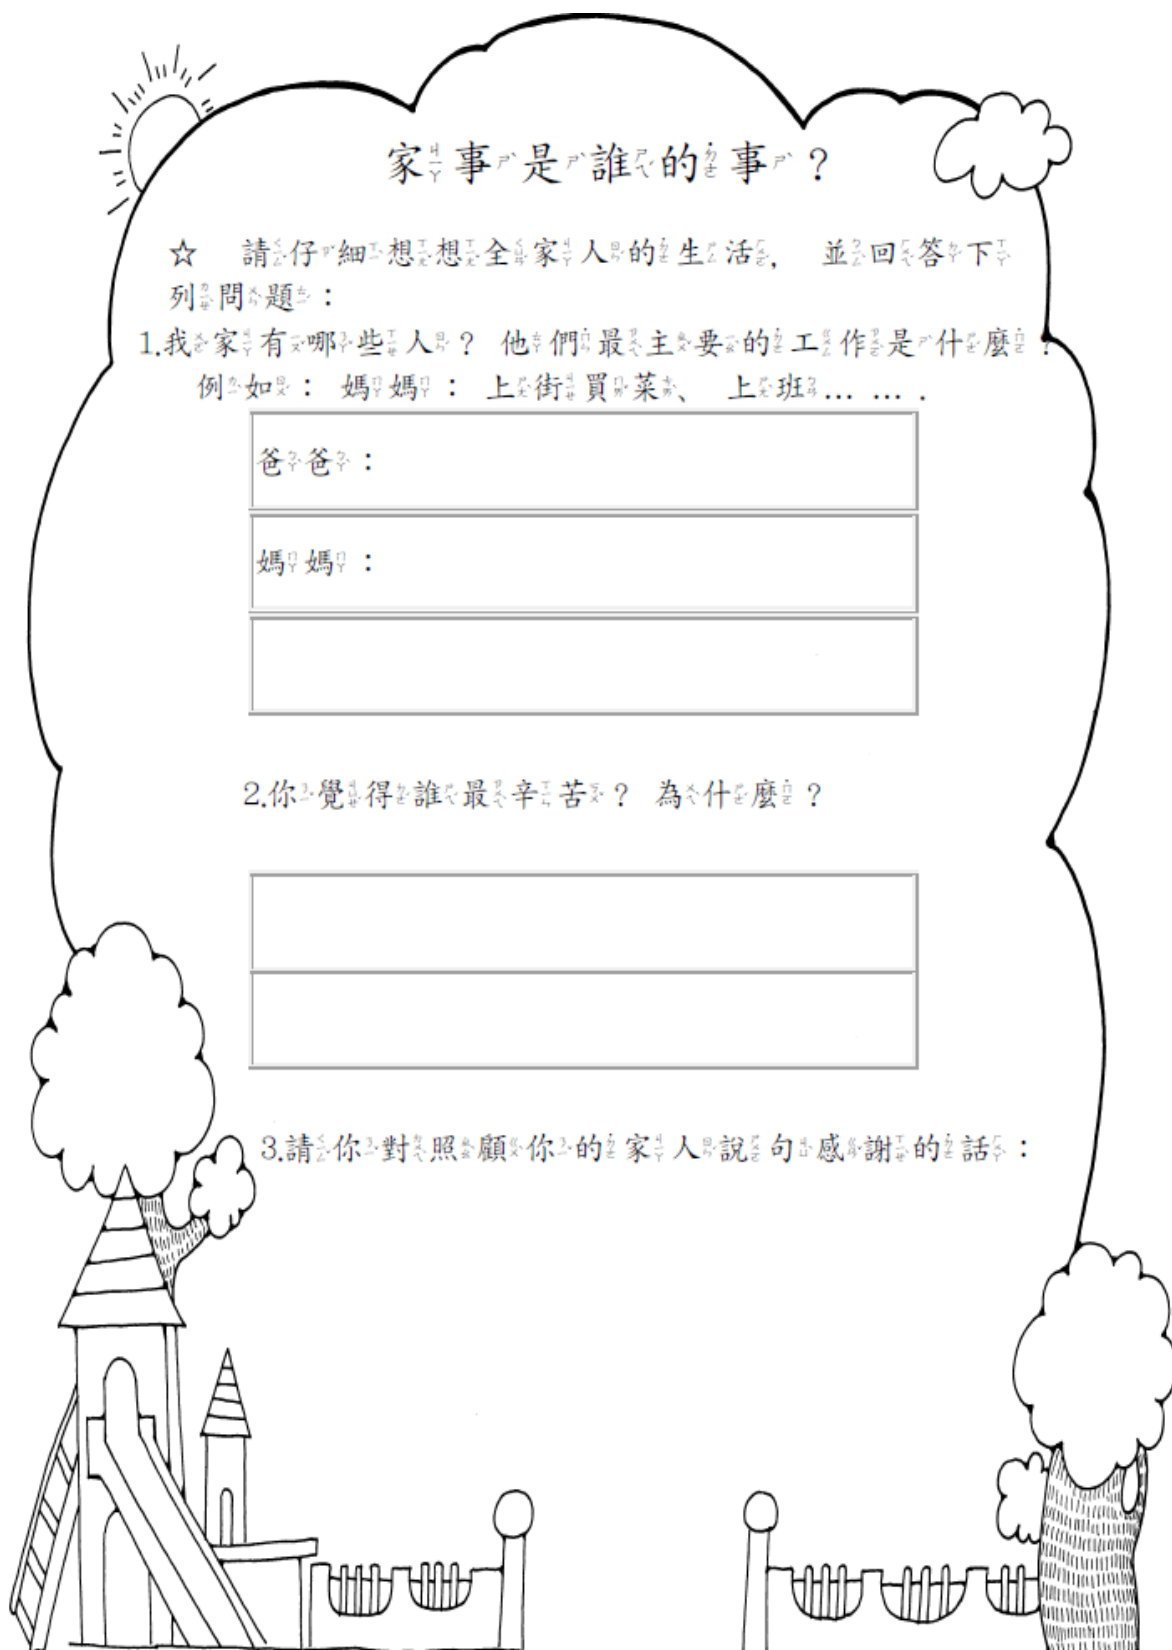 家事是誰的事？
☆ 請仔細想想全家人的生活， 並回答下
列問題：
1.我家有哪些人？ 他們最主要的工作是什麼？
例如： 媽媽： 上街買菜、 上班… … .
爸爸：
媽媽：
2.你覺得誰最辛苦？ 為什麼？
3.請你對照顧你的家人說句感謝的話：